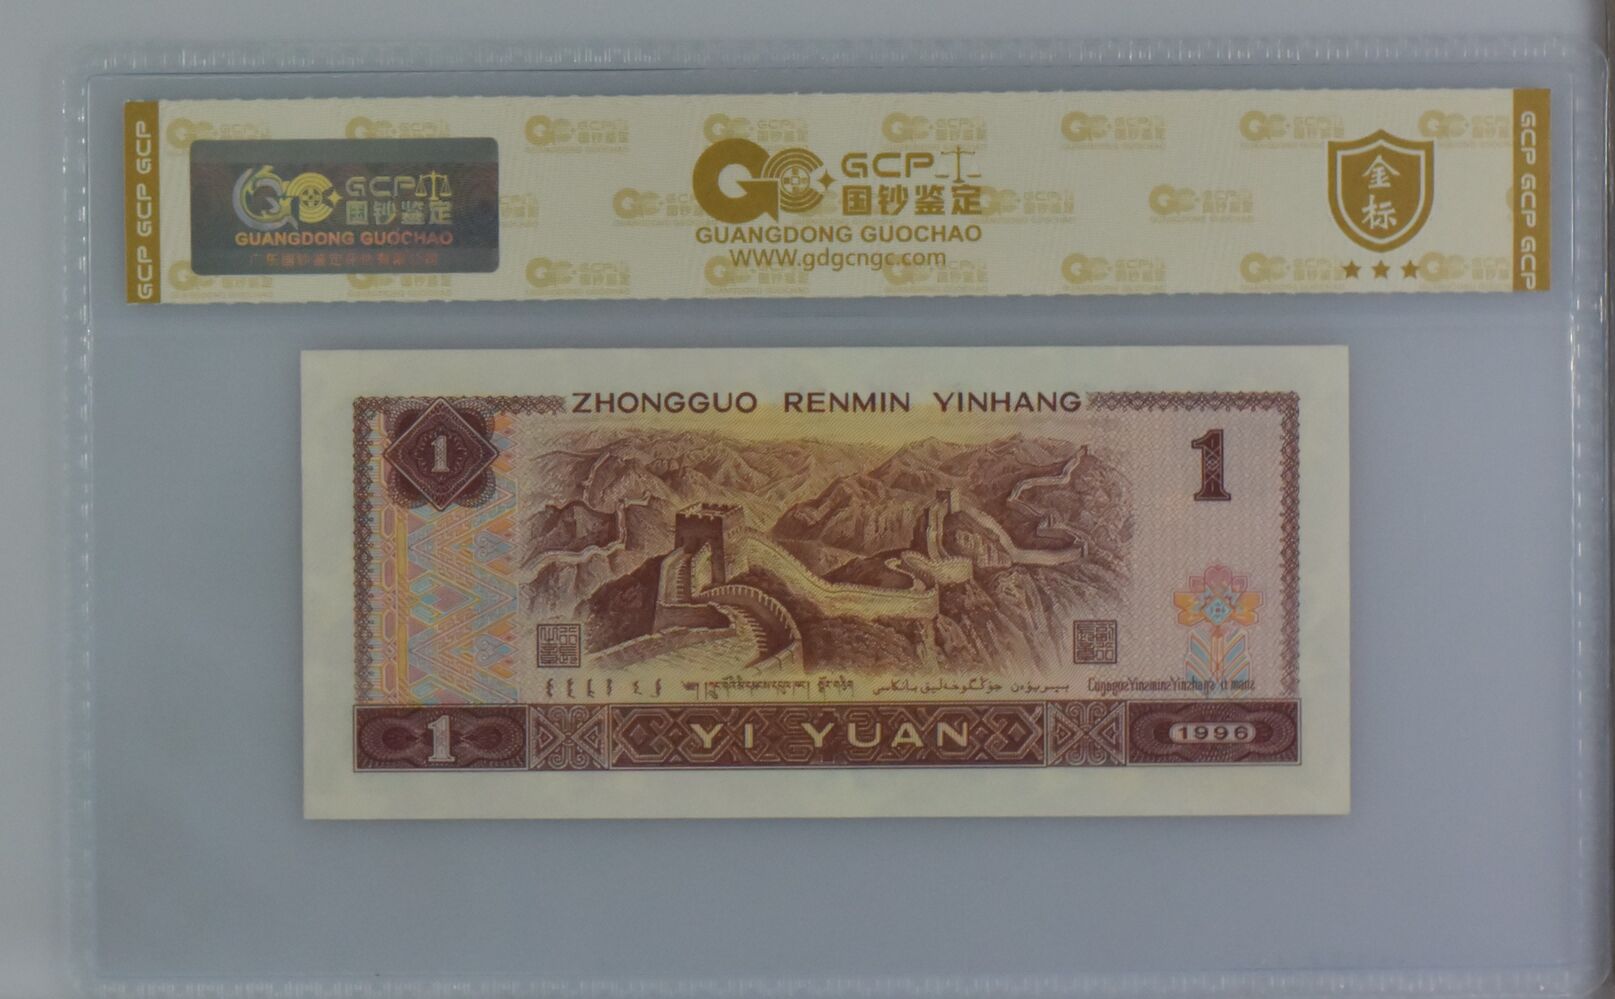 GCP GCP GCP
GCP
国钞鉴定
GUANGDONG GUOCHAO
GCP
国钞鉴定
GUANGDONG GUOCHAO
www.gdgcngc.com
金
标
GCP GCP GCP
ZHONGGUO RENMIN YINHANG
1
1
1
YI YUAN
1996